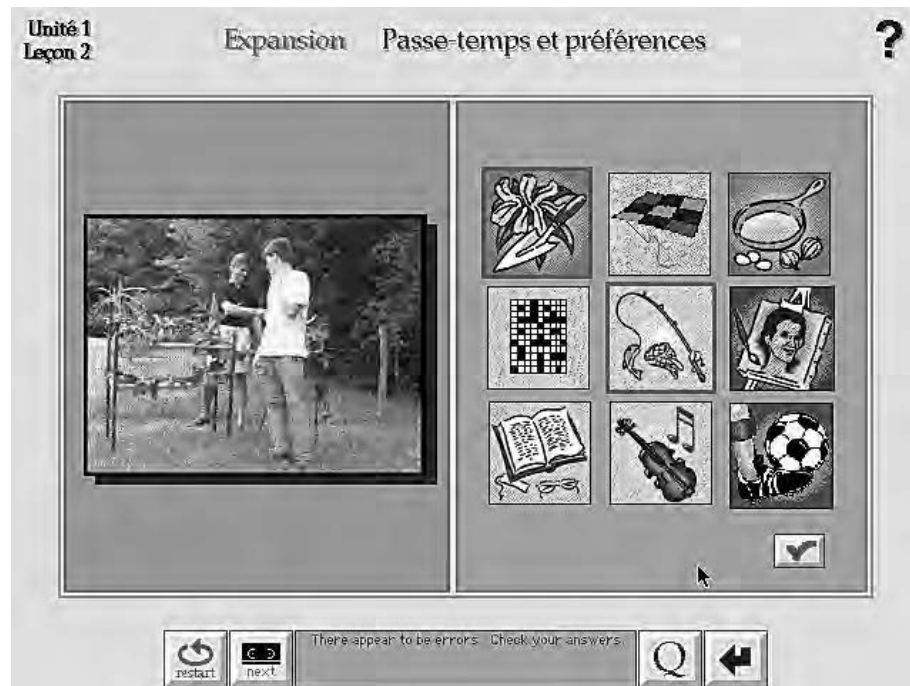 Unité 1
Leçon 2
Expansion Passe-temps et préférences
?
There appear to be errors. Check your answers.
restart
next
Q